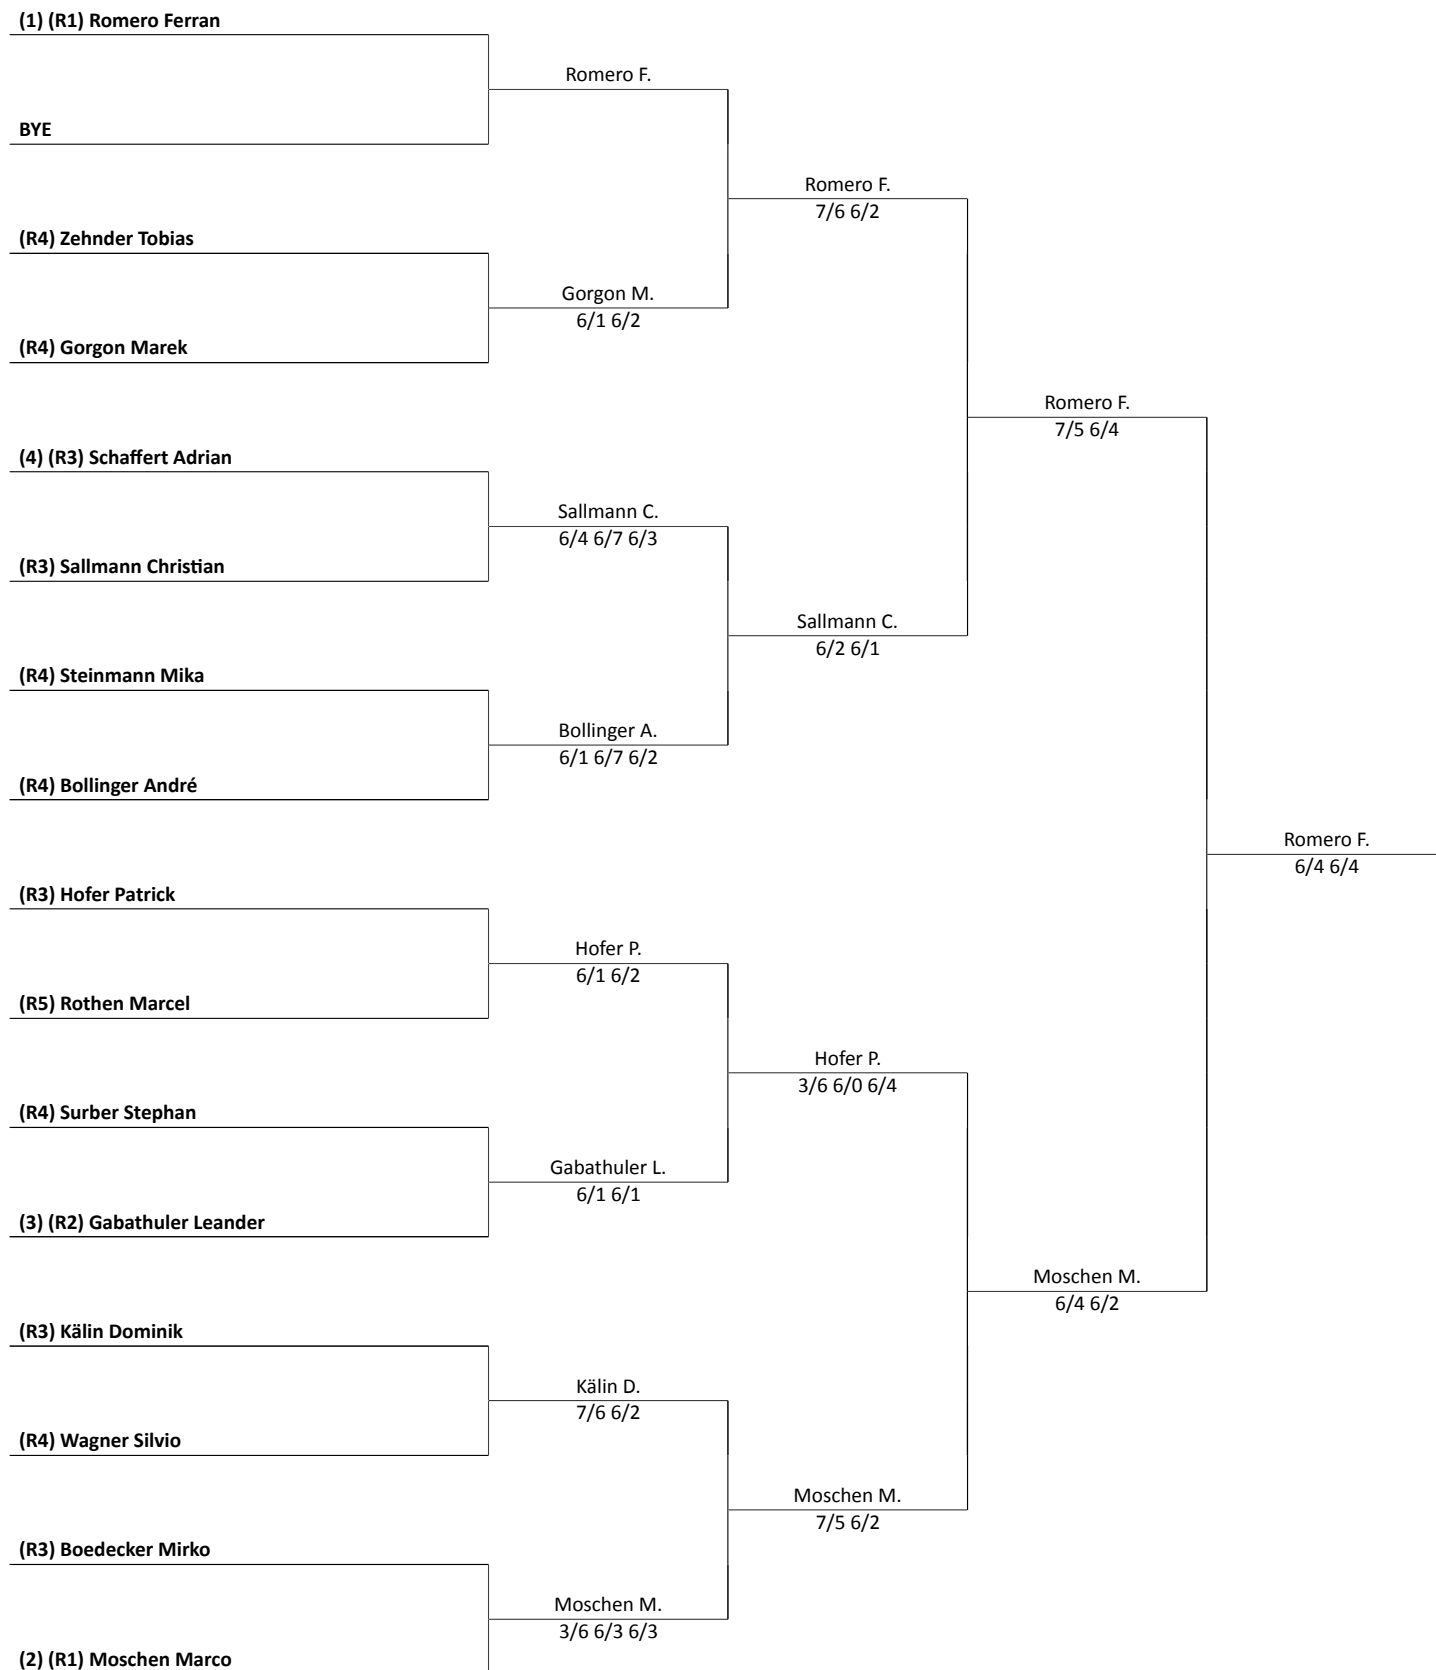 (1) (R1) Romero Ferran
Romero F.
BYE
Romero F.
7/6 6/2
(R4) Zehnder Tobias
Gorgon M.
6/1 6/2
(R4) Gorgon Marek
Romero F.
7/5 6/4
(4) (R3) Schaffert Adrian
Sallmann C.
6/4 6/7 6/3
(R3) Sallmann Christian
Sallmann C.
6/2 6/1
(R4) Steinmann Mika
Bollinger A.
6/1 6/7 6/2
(R4) Bollinger André
Romero F.
6/4 6/4
(R3) Hofer Patrick
Hofer P.
6/1 6/2
(R5) Rothen Marcel
Hofer P.
3/6 6/0 6/4
(R4) Surber Stephan
Gabathuler L.
6/1 6/1
(3) (R2) Gabathuler Leander
Moschen M.
6/4 6/2
(R3) Kälin Dominik
Kälin D.
7/6 6/2
(R4) Wagner Silvio
Moschen M.
7/5 6/2
(R3) Boedecker Mirko
Moschen M.
3/6 6/3 6/3
(2) (R1) Moschen Marco